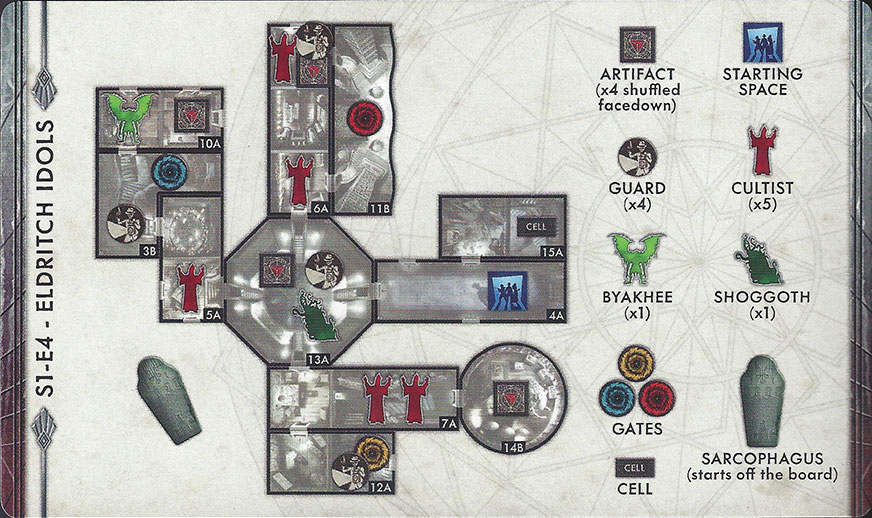 S1-E4 - ELDRITCH IDOLS
10A
3B
5A
6A
11B
13A
CELL
15A
4A
7A
14B
12A
ARTIFACT
(x4 shuffled
facedown)
STARTING
SPACE
GUARD
(x4)
CULTIST
(x5)
BYAKHEE
(x1)
SHOGGOTH
(x1)
GATES
CELL
CELL
SARCOPHAGUS
(starts off the board)